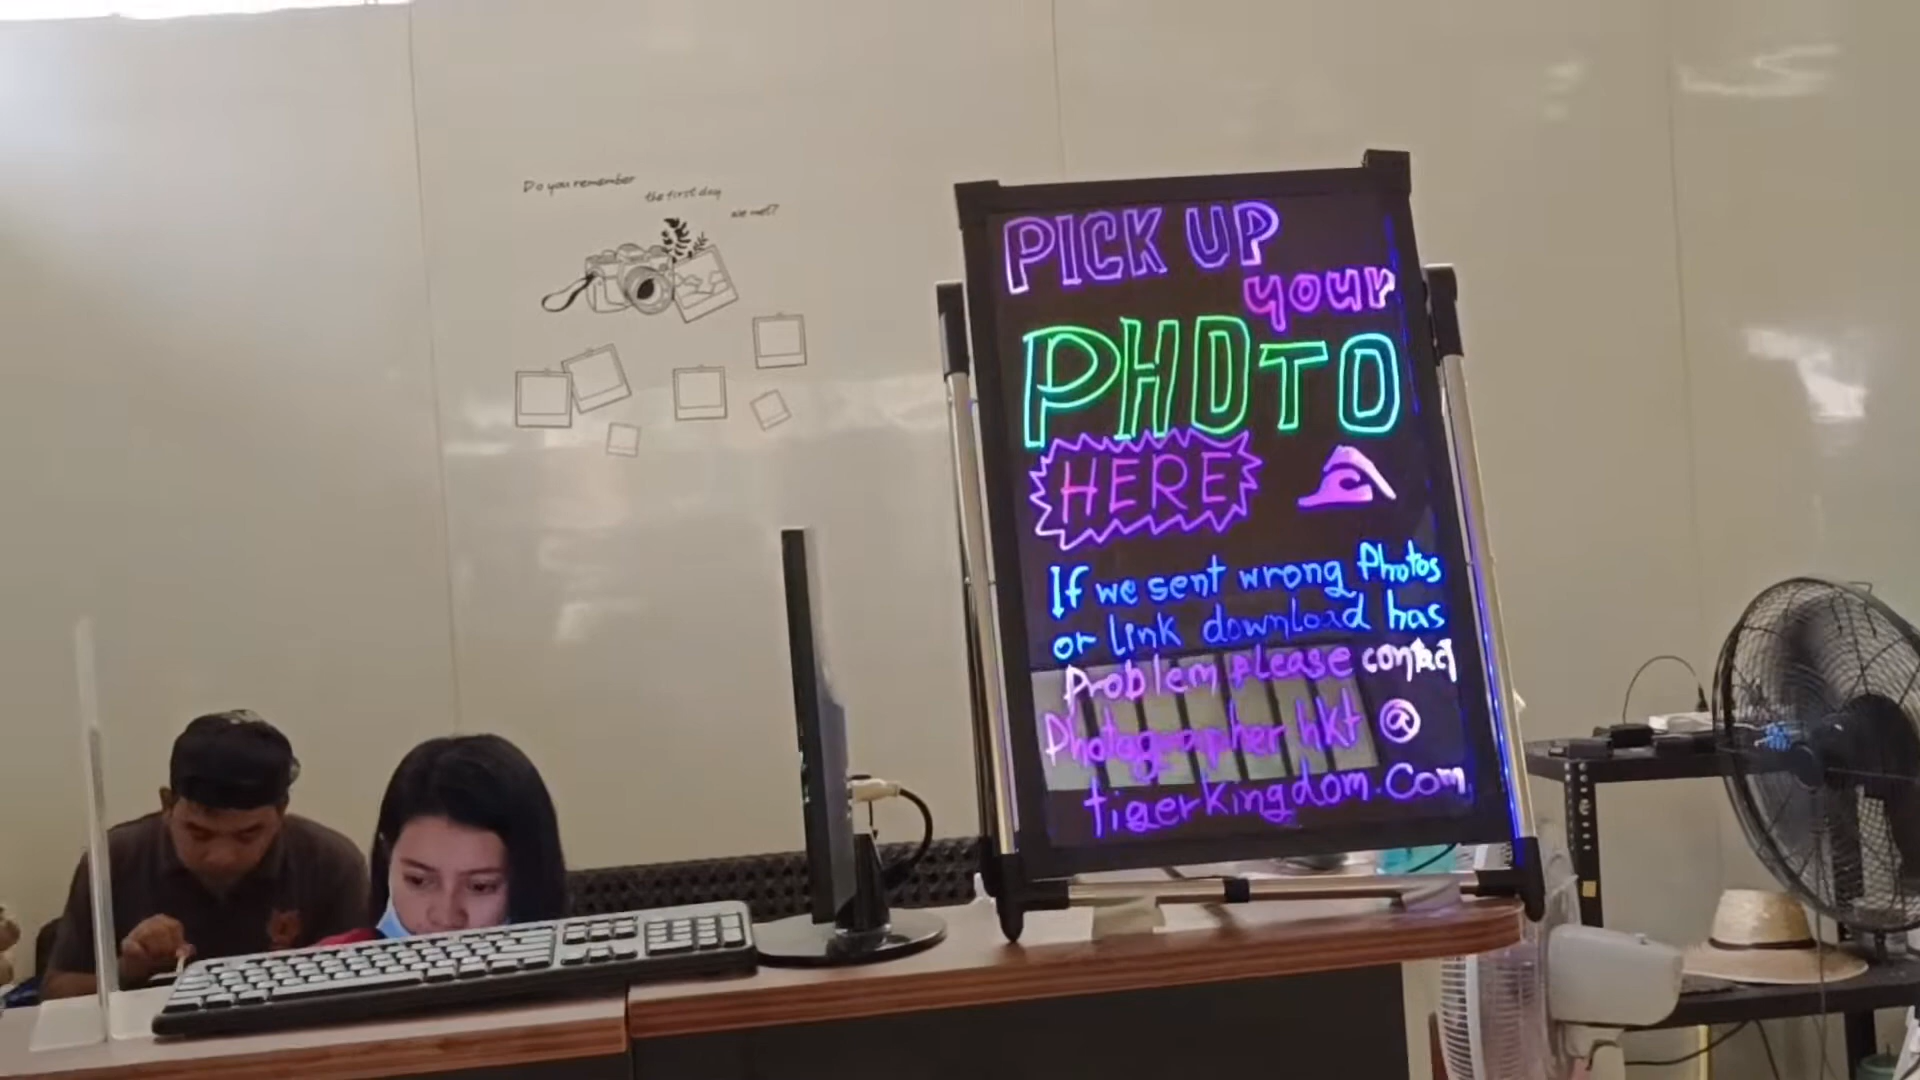 Do you remember
the first day
we met?
PICK UP
your
PHOTO
HERE
If we sent wrong Photos
or link download has
Problem please contact
Photographer hkt @
tigerkingdom.Com